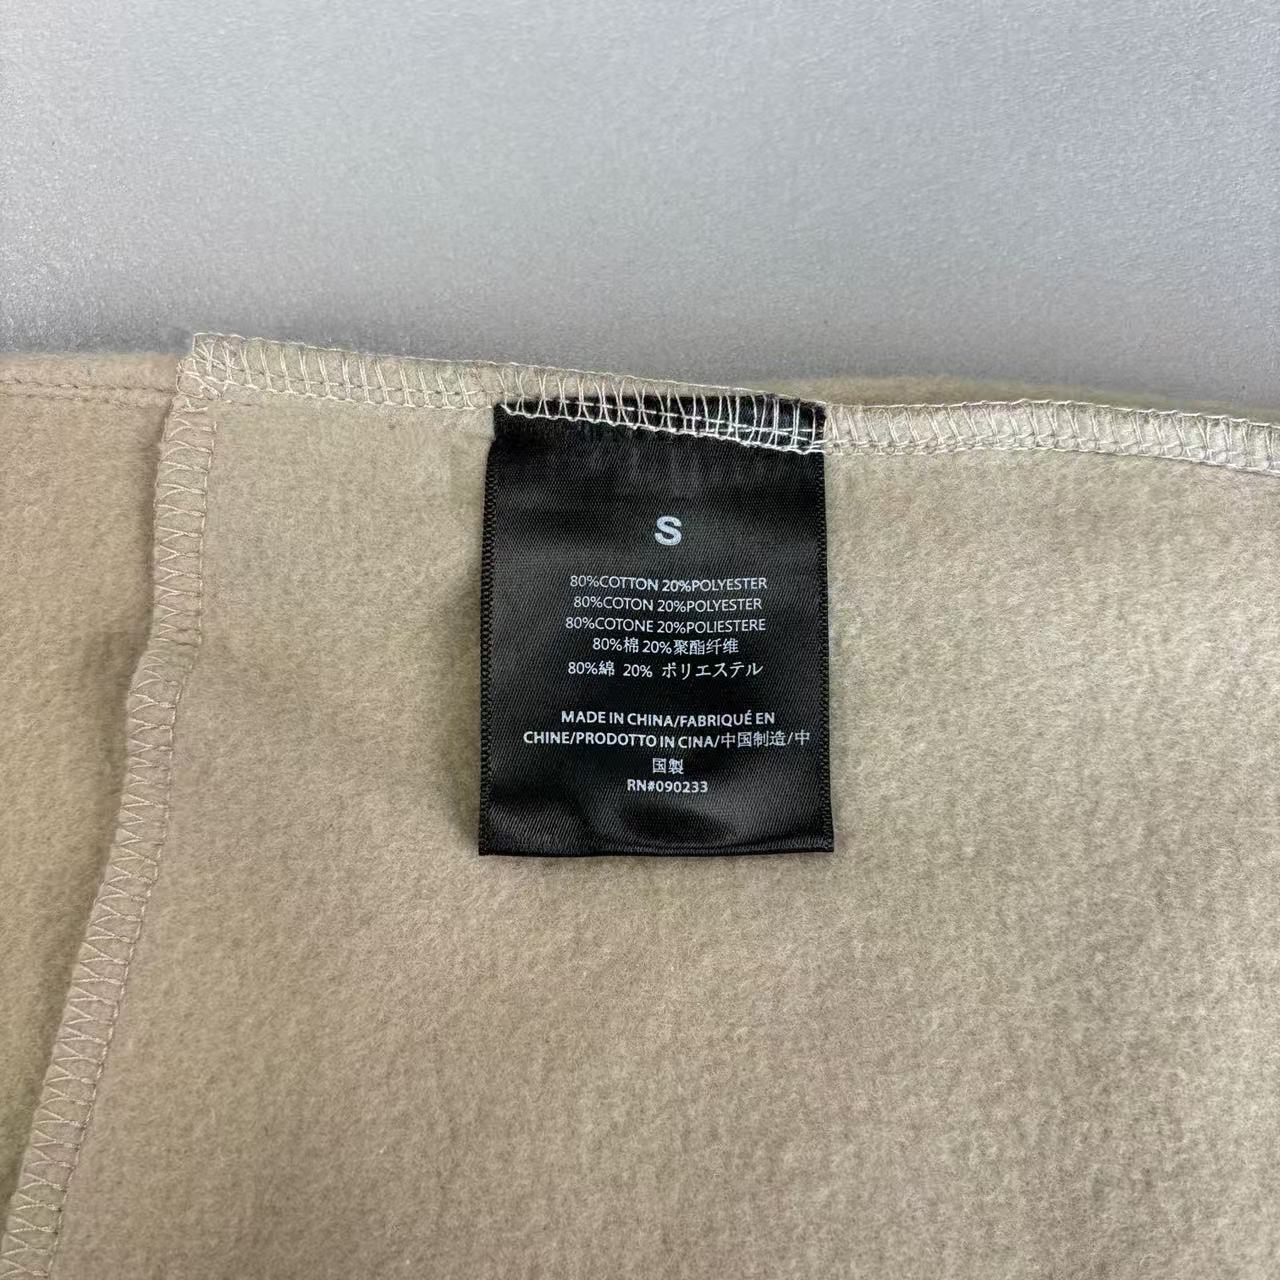 S
80%COTTON 20%POLYESTER
80%COTON 20%POLYESTER
80%COTONE 20%POLIESTERE
80%棉 20%聚酯纤维
80%綿 20% ポリエステル
MADE IN CHINA/FABRIQUÉ EN
CHINE/PRODOTTO IN CINA/中国制造/中
国製
RN#090233